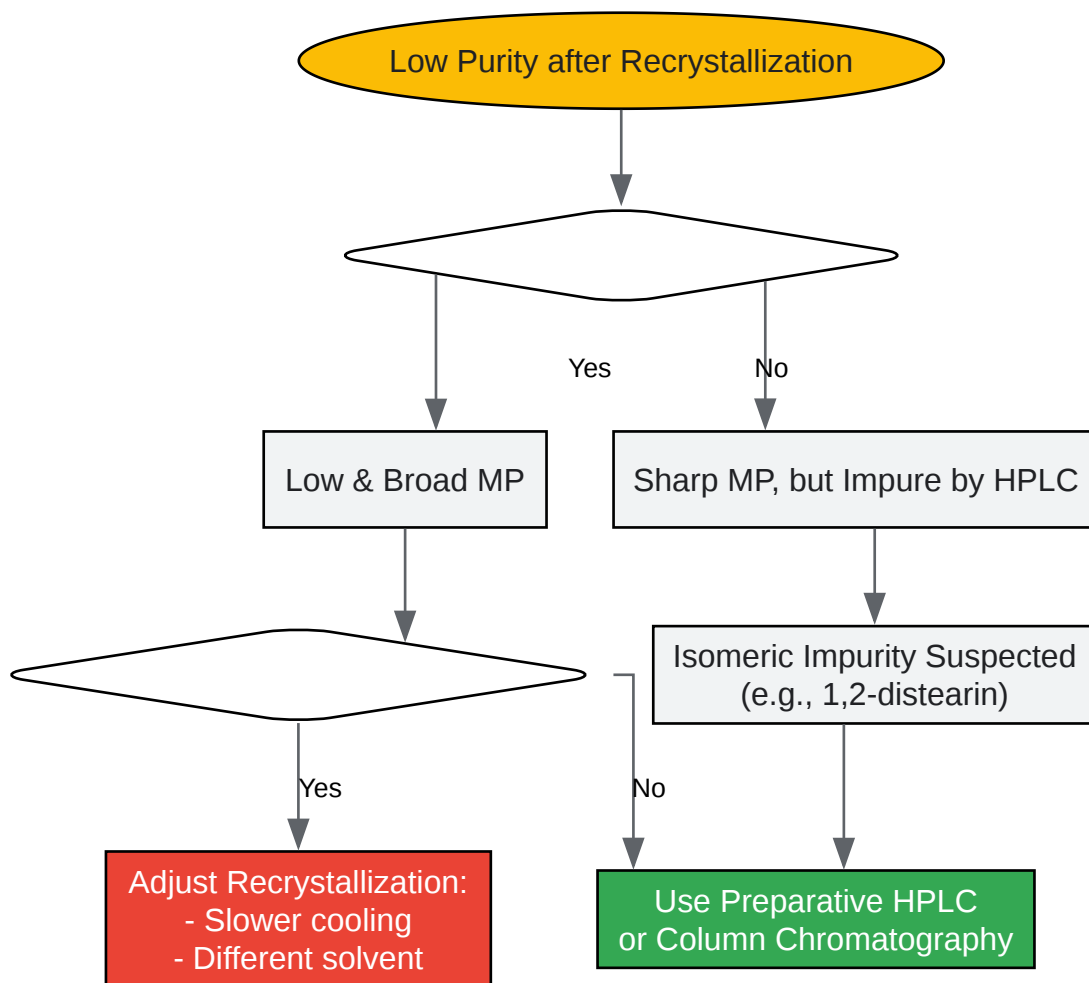 Low Purity after Recrystallization
Yes
No
Low & Broad MP
Sharp MP, but Impure by HPLC
Isomeric Impurity Suspected
(e.g., 1,2-distearin)
Yes
No
Adjust Recrystallization:
- Slower cooling
- Different solvent
Use Preparative HPLC
or Column Chromatography